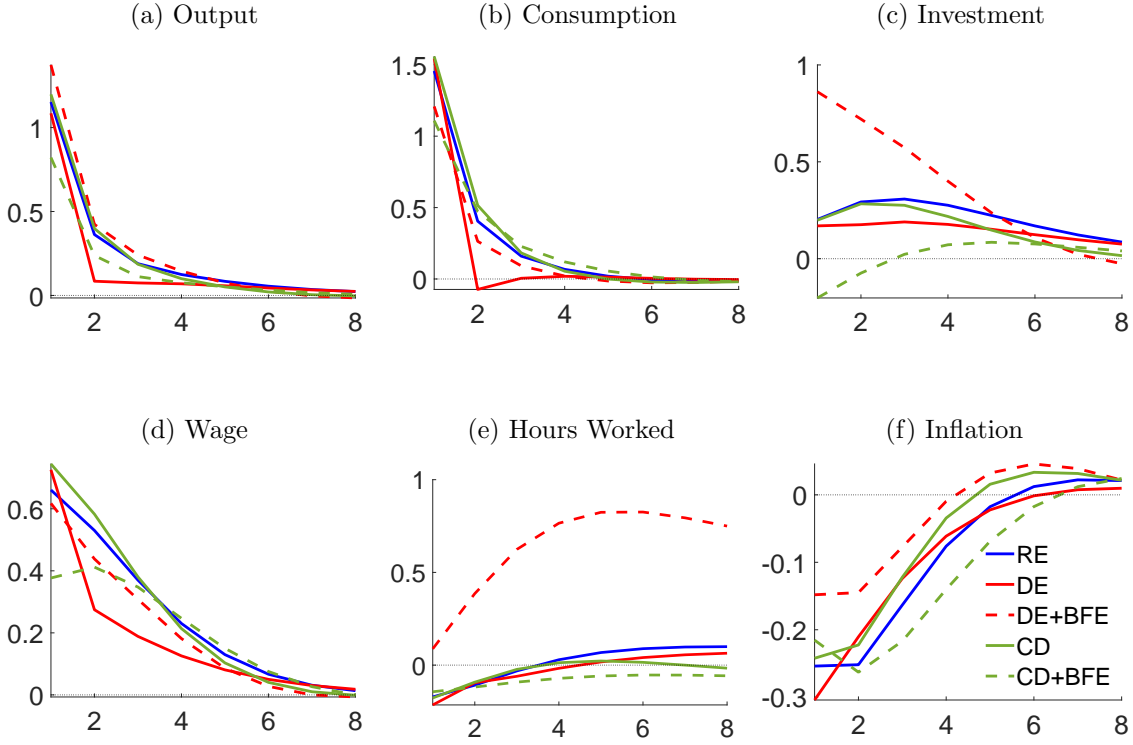 (a) Output
(b) Consumption
(c) Investment
1
0.5
0
2 4 6 8
1.5
1
0.5
0
2 4 6 8
1
0.5
0
2 4 6 8
(d) Wage
(e) Hours Worked
(f) Inflation
0.6
0.4
0.2
0
2 4 6 8
1
0.5
0
2 4 6 8
0
-0.1
-0.2
-0.3
2 4 6 8
RE
DE
DE+BFE
CD
CD+BFE